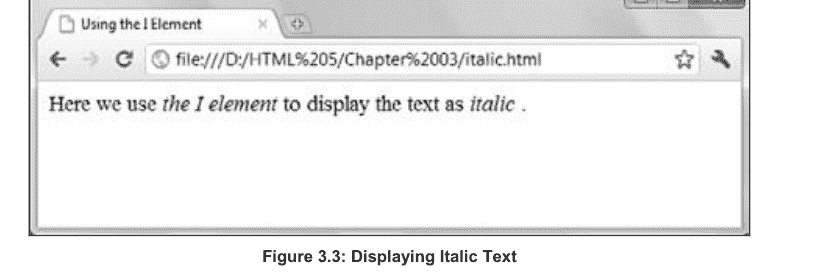 Using the I Element
file:///D:/HTML%205/Chapter%2003/italic.html
Here we use the I element to display the text as italic .
Figure 3.3: Displaying Italic Text